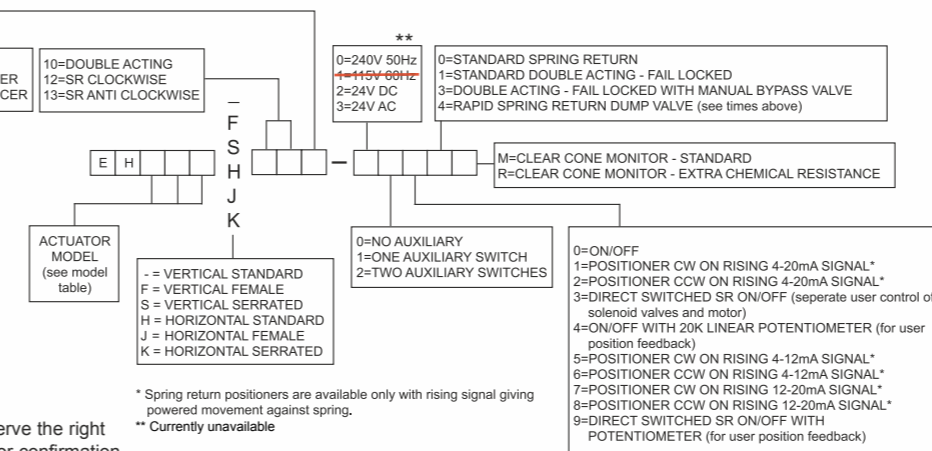 **
ER
CER
10=DOUBLE ACTING
12=SR CLOCKWISE
13=SR ANTI CLOCKWISE
0=240V 50Hz
1=115V 60Hz
2=24V DC
3=24V AC
0=STANDARD SPRING RETURN
1=STANDARD DOUBLE ACTING - FAIL LOCKED
3=DOUBLE ACTING - FAIL LOCKED WITH MANUAL BYPASS VALVE
4=RAPID SPRING RETURN DUMP VALVE (see times above)
–
F
S
H
J
K
E H
–
M=CLEAR CONE MONITOR - STANDARD
R=CLEAR CONE MONITOR - EXTRA CHEMICAL RESISTANCE
ACTUATOR
MODEL
(see model
table)
- = VERTICAL STANDARD
F = VERTICAL FEMALE
S = VERTICAL SERRATED
H = HORIZONTAL STANDARD
J = HORIZONTAL FEMALE
K = HORIZONTAL SERRATED
0=NO AUXILIARY
1=ONE AUXILIARY SWITCH
2=TWO AUXILIARY SWITCHES
0=ON/OFF
1=POSITIONER CW ON RISING 4-20mA SIGNAL*
2=POSITIONER CCW ON RISING 4-20mA SIGNAL*
3=DIRECT SWITCHED SR ON/OFF (seperate user control of
solenoid valves and motor)
4=ON/OFF WITH 20K LINEAR POTENTIOMETER (for user
position feedback)
5=POSITIONER CW ON RISING 4-12mA SIGNAL*
6=POSITIONER CCW ON RISING 4-12mA SIGNAL*
7=POSITIONER CW ON RISING 12-20mA SIGNAL*
8=POSITIONER CCW ON RISING 12-20mA SIGNAL*
9=DIRECT SWITCHED SR ON/OFF WITH
POTENTIOMETER (for user position feedback)
* Spring return positioners are available only with rising signal giving
powered movement against spring.
** Currently unavailable
erve the right
er confirmation